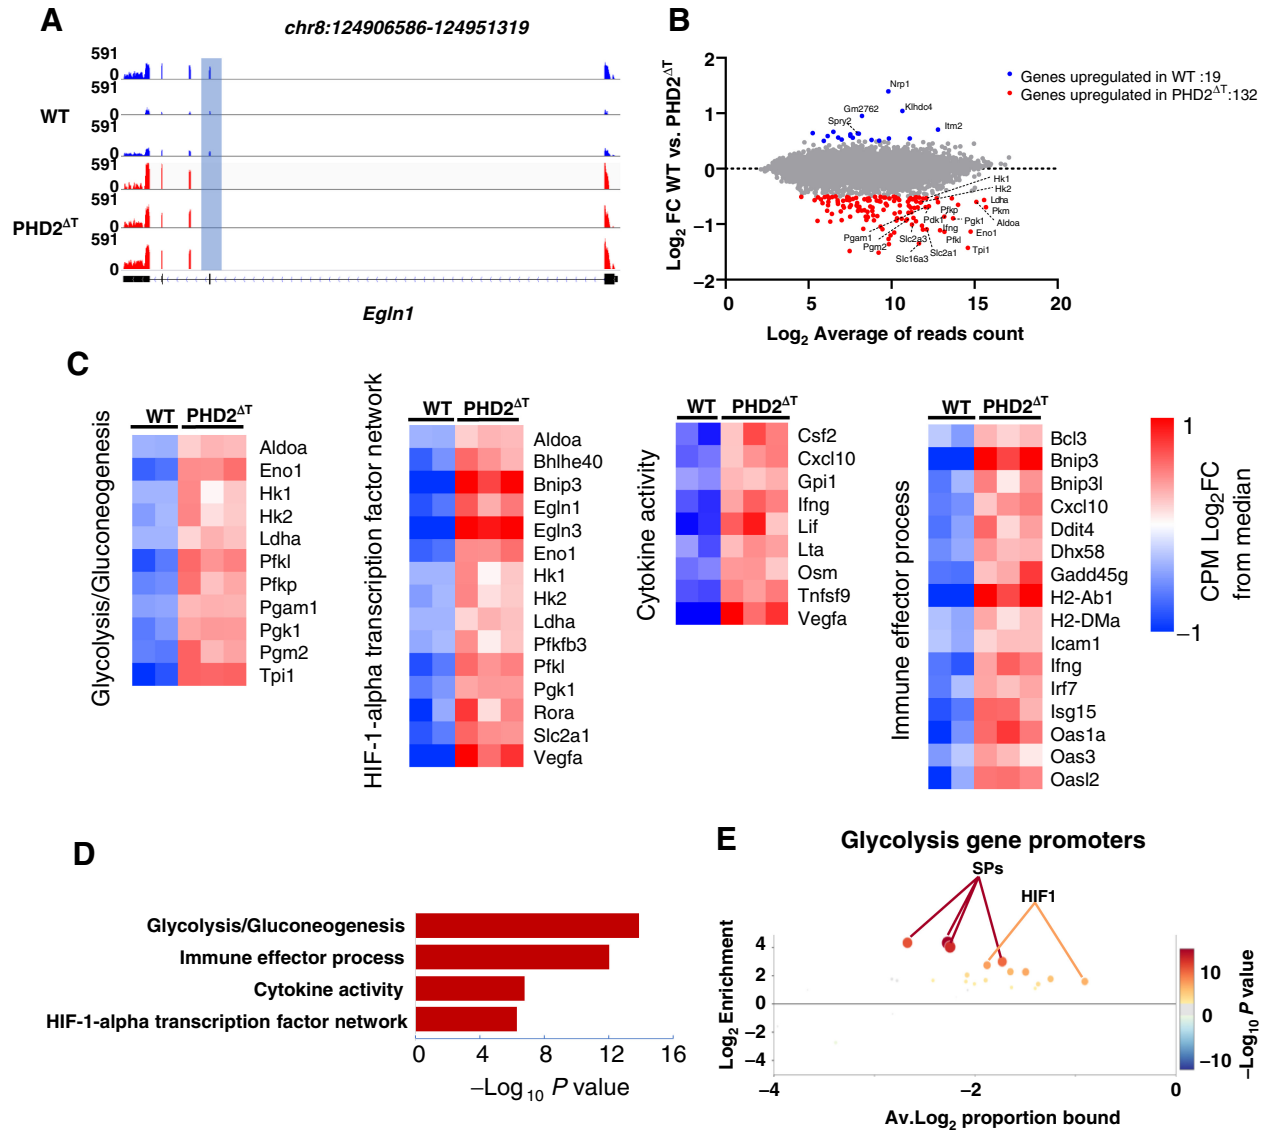 A
chr8:124906586-124951319
591
0
591
0
591
0
591
0
591
0
591
0
WT
PHD2ΔT
Egln1
B
Log2 FC WT vs. PHD2ΔT
2
1
0
−1
−2
0
5
10
15
20
Log2 Average of reads count
Genes upregulated in WT :19
Genes upregulated in PHD2ΔT:132
Nrp1
Gm2762
Klhdc4
Spry2
Itm2
Hk1
Hk2
Ldha
Pfkp
Pkm
Pdk1
Pgk1
Aldoa
Ifng
Pgam1
Slc2a3
Pfkl
Eno1
Pgm2
Slc2a1
Tpi1
Slc16a3
C
Glycolysis/Gluconeogenesis
WT
PHD2ΔT
Aldoa
Eno1
Hk1
Hk2
Ldha
Pfkl
Pfkp
Pgam1
Pgk1
Pgm2
Tpi1
HIF-1-alpha transcription factor network
WT
PHD2ΔT
Aldoa
Bhlhe40
Bnip3
Egln1
Egln3
Eno1
Hk1
Hk2
Ldha
Pfkfb3
Pfkl
Pgk1
Rora
Slc2a1
Vegfa
Cytokine activity
WT
PHD2ΔT
Csf2
Cxcl10
Gpi1
Ifng
Lif
Lta
Osm
Tnfsf9
Vegfa
Immune effector process
WT
PHD2ΔT
Bcl3
Bnip3
Bnip3l
Cxcl10
Ddit4
Dhx58
Gadd45g
H2-Ab1
H2-DMa
Icam1
Ifng
Irf7
Isg15
Oas1a
Oas3
Oasl2
1
−1
CPM Log2FC
from median
D
Glycolysis/Gluconeogenesis
Immune effector process
Cytokine activity
HIF-1-alpha transcription factor network
0
4
8
12
16
−Log10 P value
E
Glycolysis gene promoters
SPs
HIF1
Log2 Enrichment
4
2
0
−2
−4
−4
−2
0
Av.Log2 proportion bound
10
0
−10
−Log10 P value